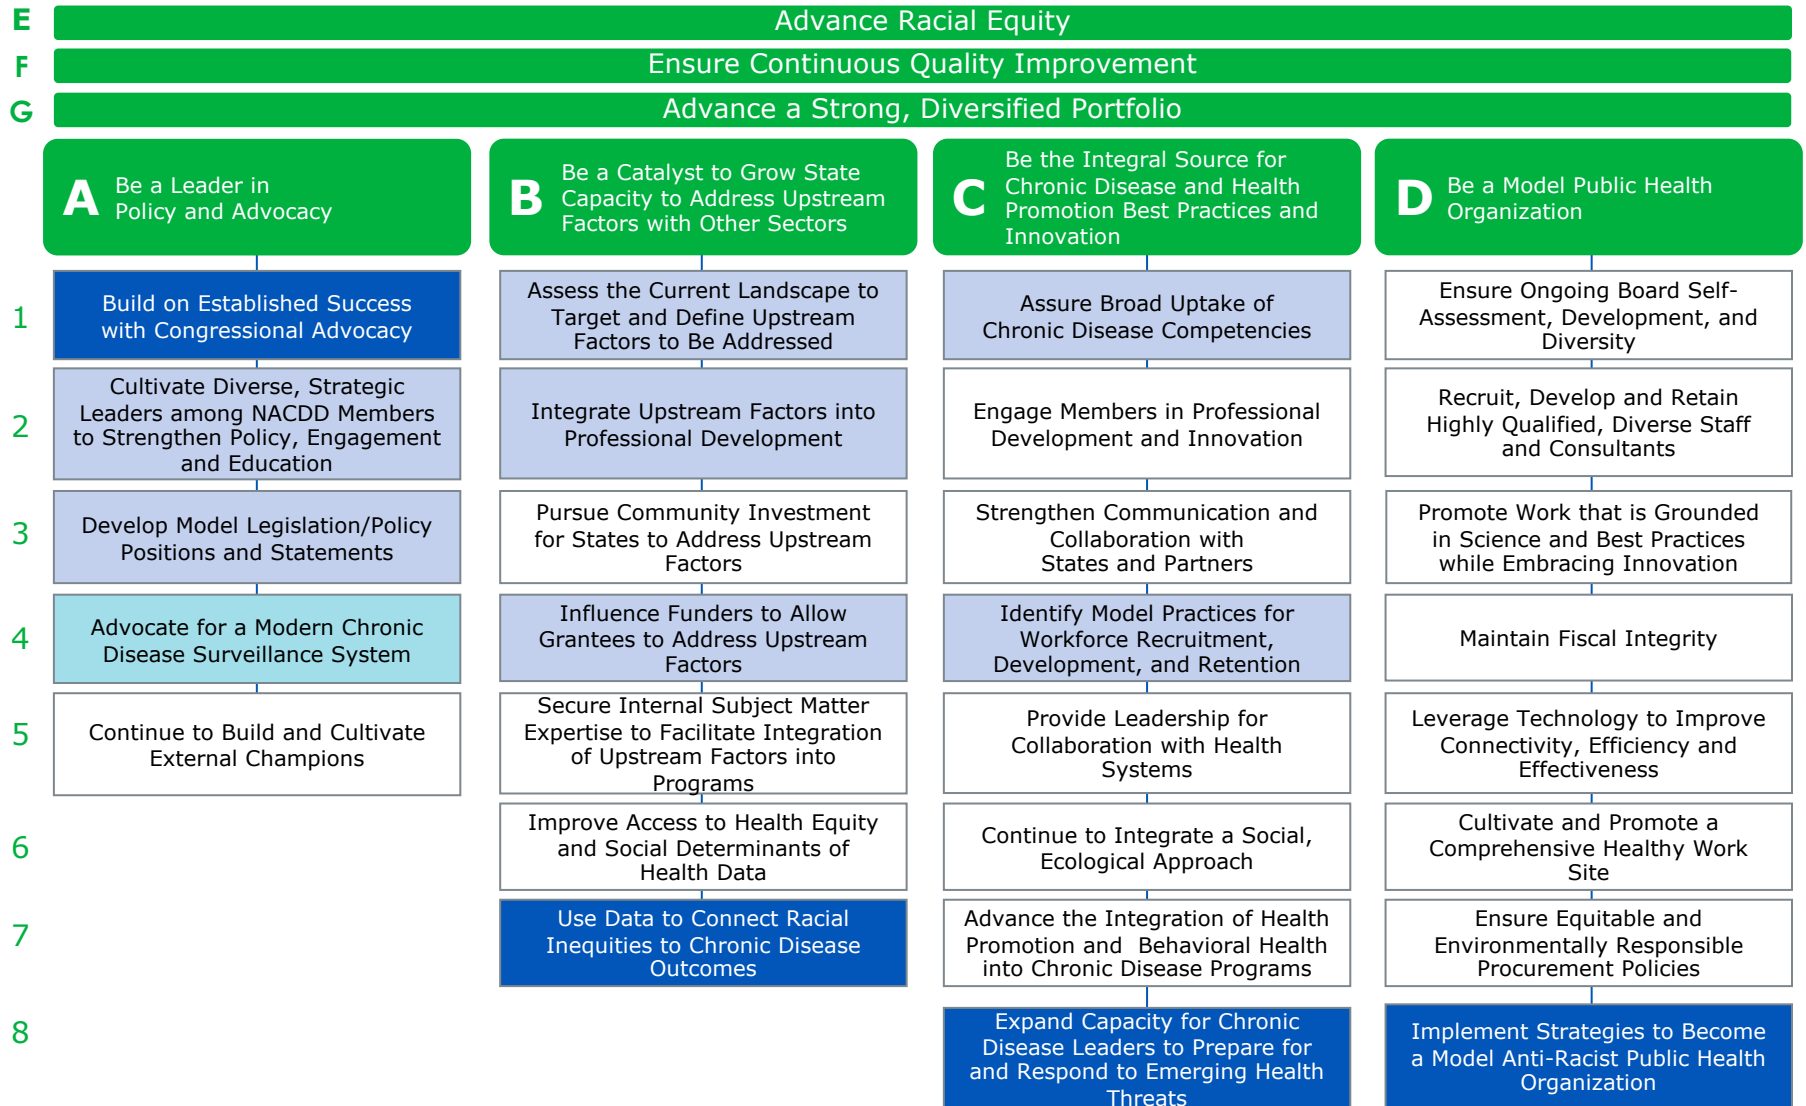 E
Advance Racial Equity
F
Ensure Continuous Quality Improvement
G
Advance a Strong, Diversified Portfolio
A
Be a Leader in
Policy and Advocacy
B
Be a Catalyst to Grow State
Capacity to Address Upstream
Factors with Other Sectors
C
Be the Integral Source for
Chronic Disease and Health
Promotion Best Practices and
Innovation
D
Be a Model Public Health
Organization
1
Build on Established Success
with Congressional Advocacy
Assess the Current Landscape to
Target and Define Upstream
Factors to Be Addressed
Assure Broad Uptake of
Chronic Disease Competencies
Ensure Ongoing Board Self-
Assessment, Development, and
Diversity
2
Cultivate Diverse, Strategic
Leaders among NACDD Members
to Strengthen Policy, Engagement
and Education
Integrate Upstream Factors into
Professional Development
Engage Members in Professional
Development and Innovation
Recruit, Develop and Retain
Highly Qualified, Diverse Staff
and Consultants
3
Develop Model Legislation/Policy
Positions and Statements
Pursue Community Investment
for States to Address Upstream
Factors
Strengthen Communication and
Collaboration with
States and Partners
Promote Work that is Grounded
in Science and Best Practices
while Embracing Innovation
4
Advocate for a Modern Chronic
Disease Surveillance System
Influence Funders to Allow
Grantees to Address Upstream
Factors
Identify Model Practices for
Workforce Recruitment,
Development, and Retention
Maintain Fiscal Integrity
5
Continue to Build and Cultivate
External Champions
Secure Internal Subject Matter
Expertise to Facilitate Integration
of Upstream Factors into
Programs
Provide Leadership for
Collaboration with Health
Systems
Leverage Technology to Improve
Connectivity, Efficiency and
Effectiveness
6
Improve Access to Health Equity
and Social Determinants of
Health Data
Continue to Integrate a Social,
Ecological Approach
Cultivate and Promote a
Comprehensive Healthy Work
Site
7
Use Data to Connect Racial
Inequities to Chronic Disease
Outcomes
Advance the Integration of Health
Promotion and  Behavioral Health
into Chronic Disease Programs
Ensure Equitable and
Environmentally Responsible
Procurement Policies
8
Expand Capacity for Chronic
Disease Leaders to Prepare for
and Respond to Emerging Health
Threats
Implement Strategies to Become
a Model Anti-Racist Public Health
Organization